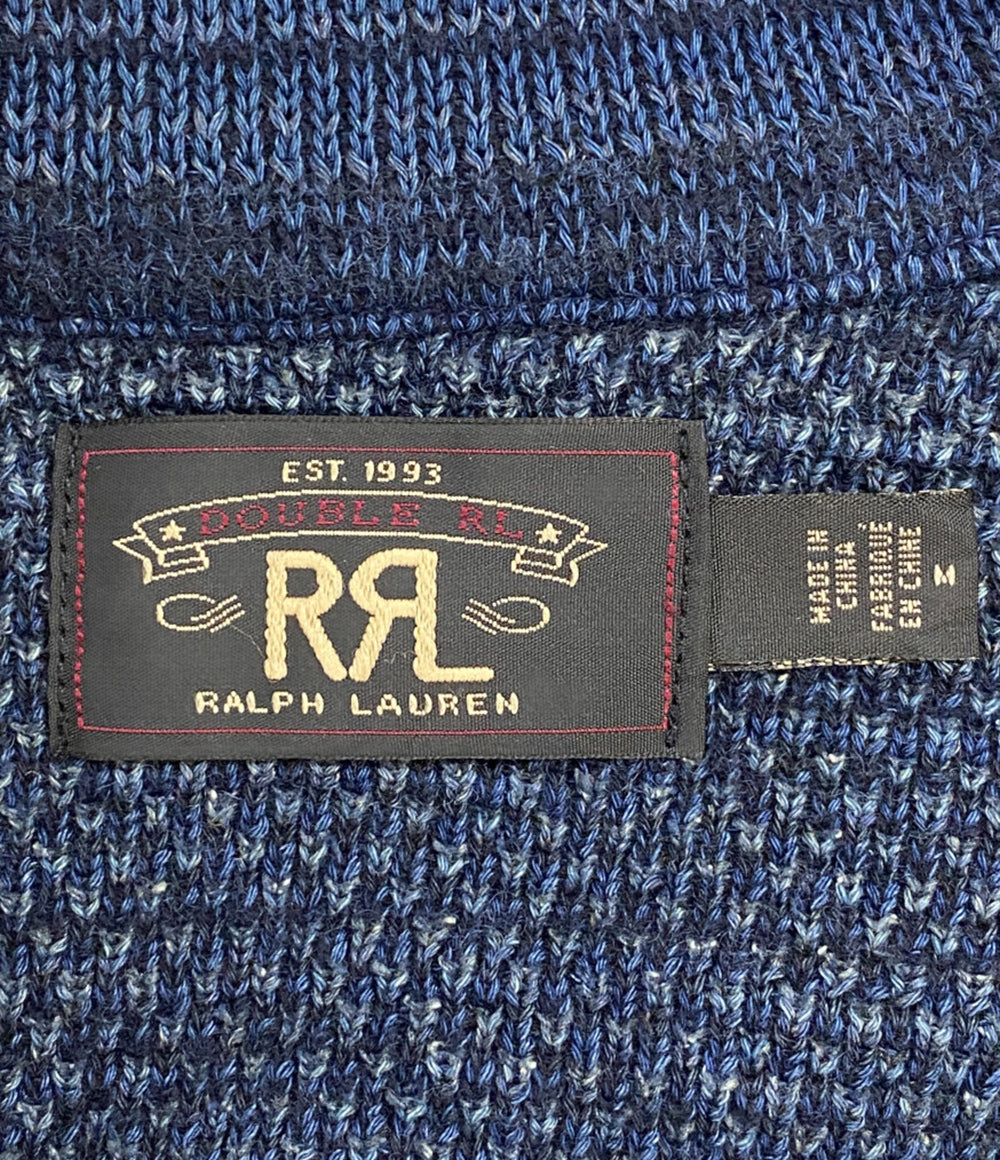 EST. 1993
DOUBLE RL
RRL
RALPH LAUREN
MADE IN
CHINA
FABRIQUÉ
EN CHINE
M